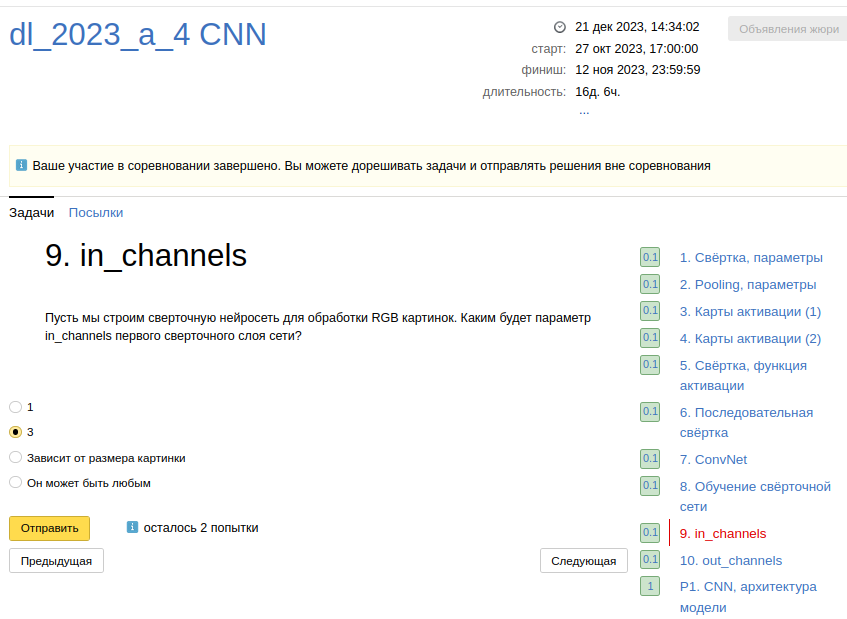 dl_2023_a_4 CNN
21 дек 2023, 14:34:02
старт: 27 окт 2023, 17:00:00
финиш: 12 ноя 2023, 23:59:59
длительность: 16д. 6ч.
...
Объявления жюри
Ваше участие в соревновании завершено. Вы можете дорешивать задачи и отправлять решения вне соревнования
Задачи Посылки
9. in_channels
Пусть мы строим сверточную нейросеть для обработки RGB картинок. Каким будет параметр
in_channels первого сверточного слоя сети?
1
3
Зависит от размера картинки
Он может быть любым
Отправить
осталось 2 попытки
Предыдущая
Следующая
0.1 1. Свёртка, параметры
0.1 2. Pooling, параметры
0.1 3. Карты активации (1)
0.1 4. Карты активации (2)
0.1 5. Свёртка, функция
активации
0.1 6. Последовательная
свёртка
0.1 7. ConvNet
0.1 8. Обучение свёрточной
сети
0.1 9. in_channels
0.1 10. out_channels
1 P1. CNN, архитектура
модели